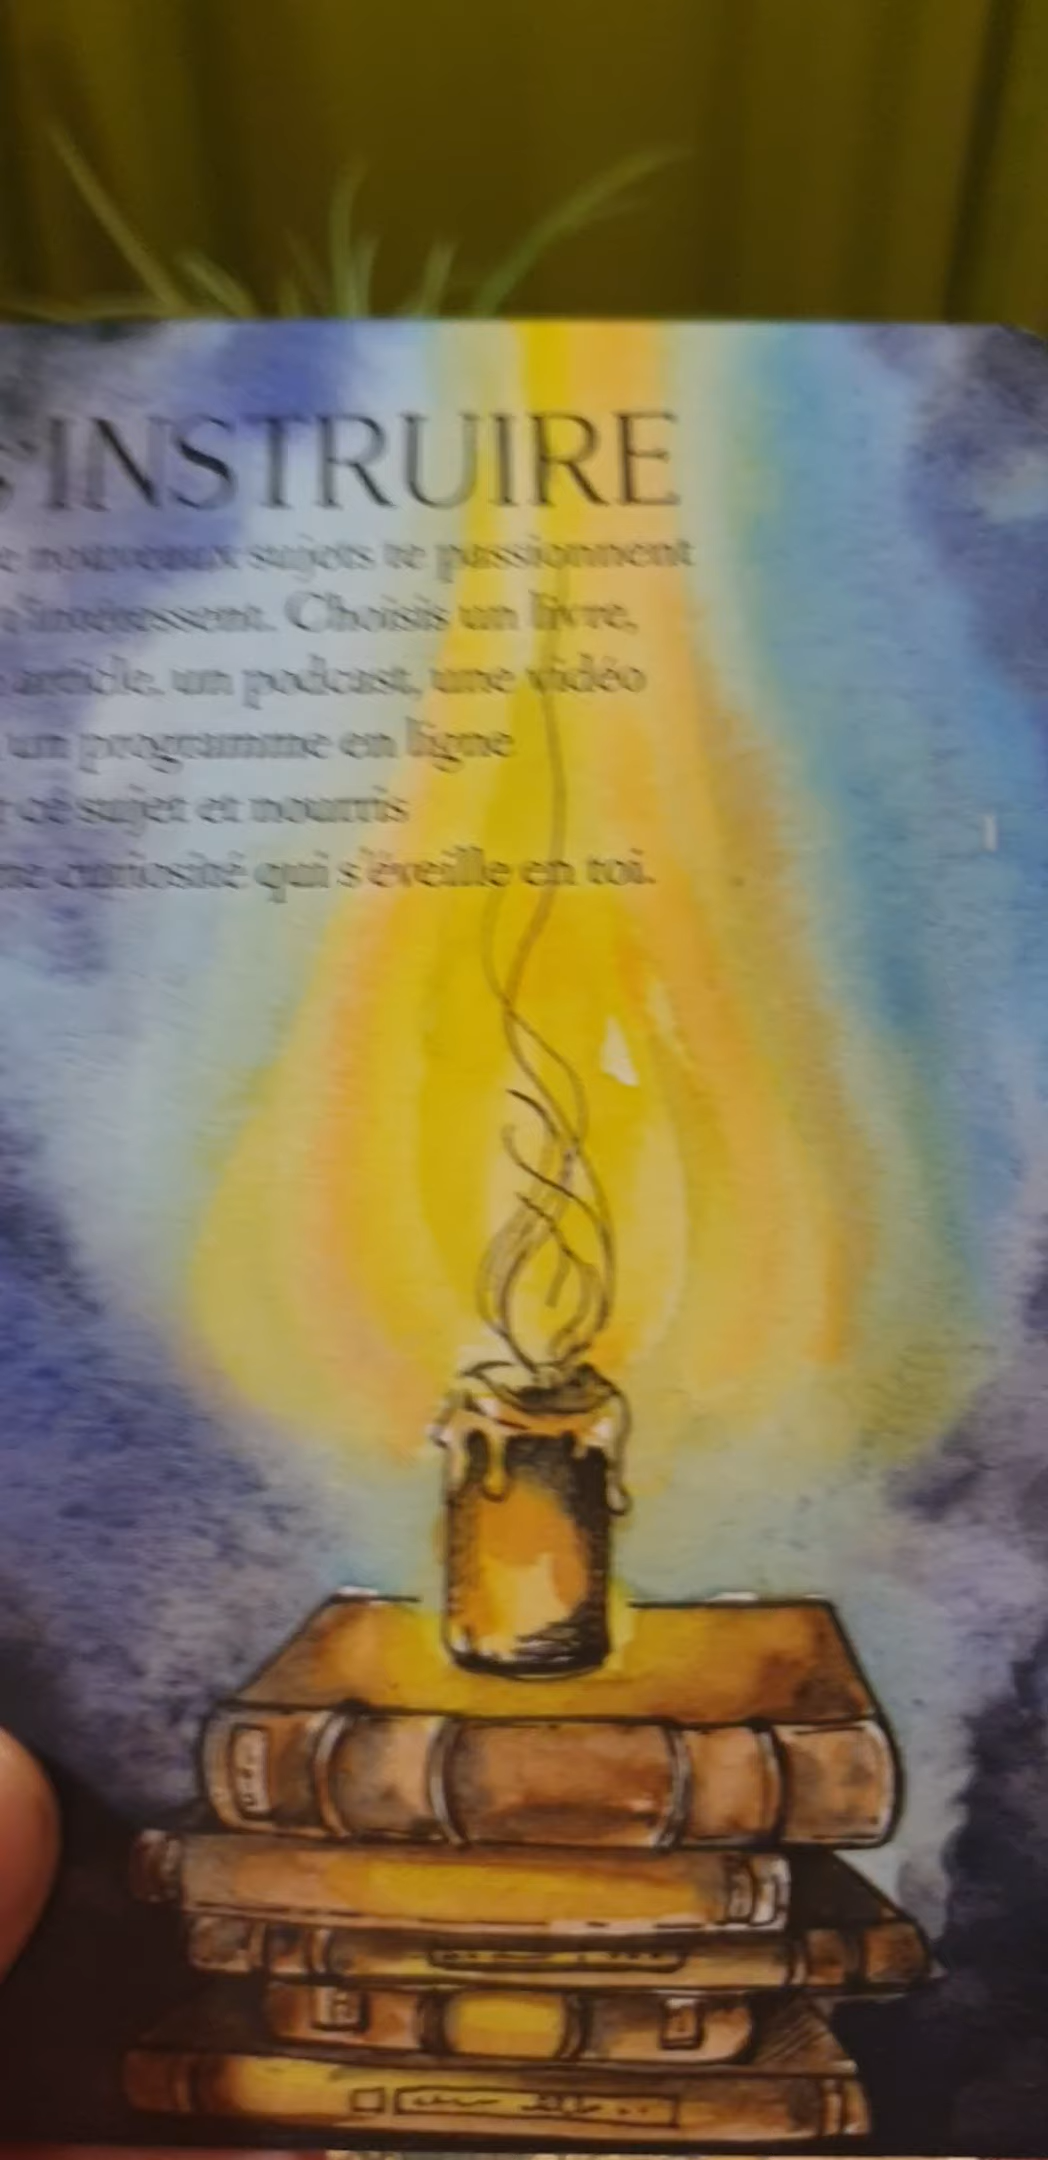 'INSTRUIRE
nouveaux sujets te passionnent
t'intéressent. Choisis un livre,
article, un podcast, une vidéo
un programme en ligne
ce sujet et nourris
curiosité qui s'éveille en toi.